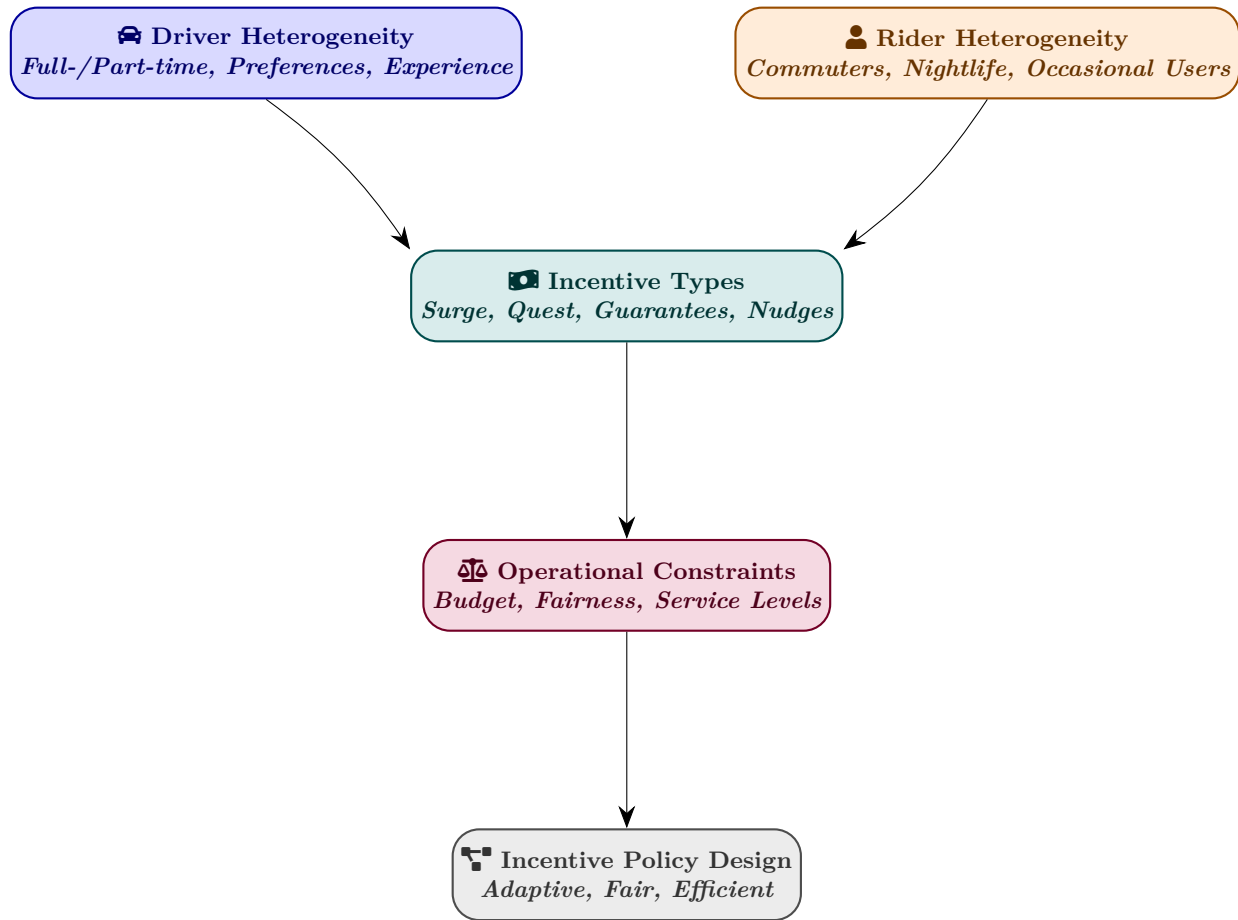 Driver Heterogeneity
Full-/Part-time, Preferences, Experience
Rider Heterogeneity
Commuters, Nightlife, Occasional Users
Incentive Types
Surge, Quest, Guarantees, Nudges
Operational Constraints
Budget, Fairness, Service Levels
Incentive Policy Design
Adaptive, Fair, Efficient